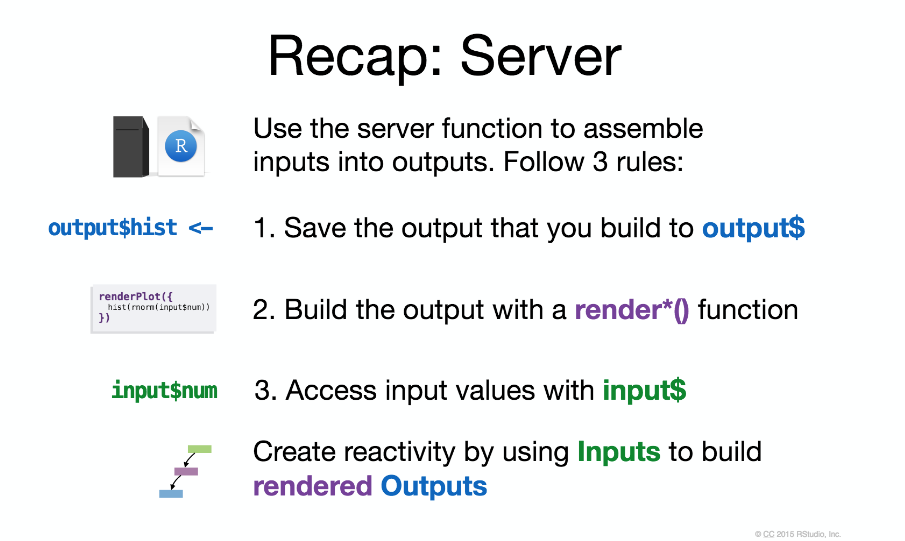 Recap: Server
R
Use the server function to assemble
inputs into outputs. Follow 3 rules:
output$hist <-
1. Save the output that you build to output$
renderPlot({
hist(rnorm(input$num))
})
2. Build the output with a render*() function
input$num
3. Access input values with input$
Create reactivity by using Inputs to build
rendered Outputs
© CC 2015 RStudio, Inc.